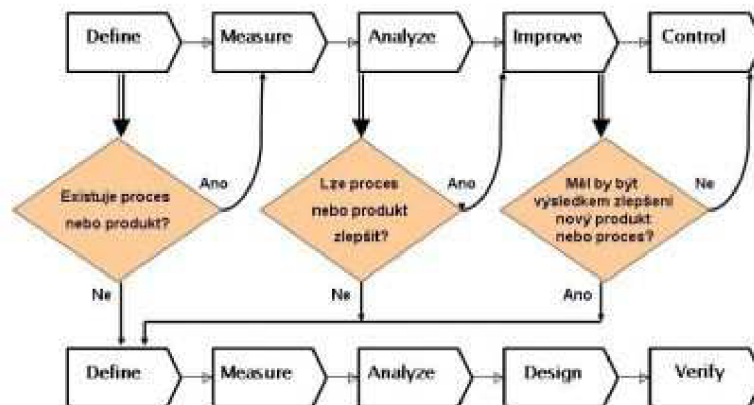 Define
Measure
Analyze
Improve
Control
Existuje proces
nebo produkt?
Ano
Lze proces
nebo produkt
zlepšit?
Ano
Měl by být
výsledkem zlepšení
nový produkt
nebo proces?
Ne
Ne
Ne
Ano
Define
Measure
Analyze
Design
Verify